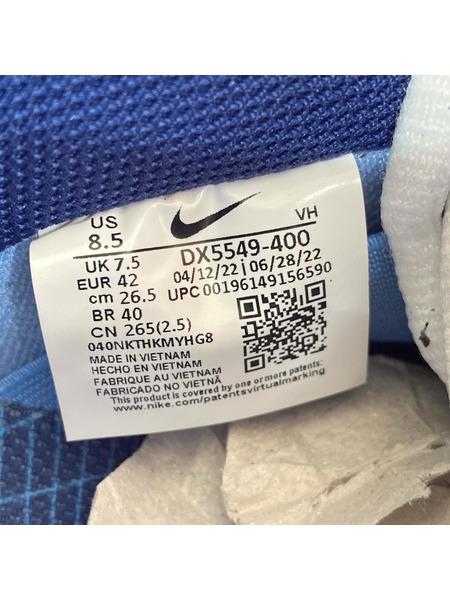 US
8.5
VH
UK 7.5
DX5549-400
EUR 42
04/12/22 | 06/28/22
cm 26.5
UPC 00196149156590
BR 40
CN 265(2.5)
040NKTHKMYHG8
MADE IN VIETNAM
HECHO EN VIETNAM
FABRIQUE AU VIETNAM
FABRICADO NO VIETNÃ
This product may be covered by one or more patents:
www.nike.com/patentsvirtualmarking